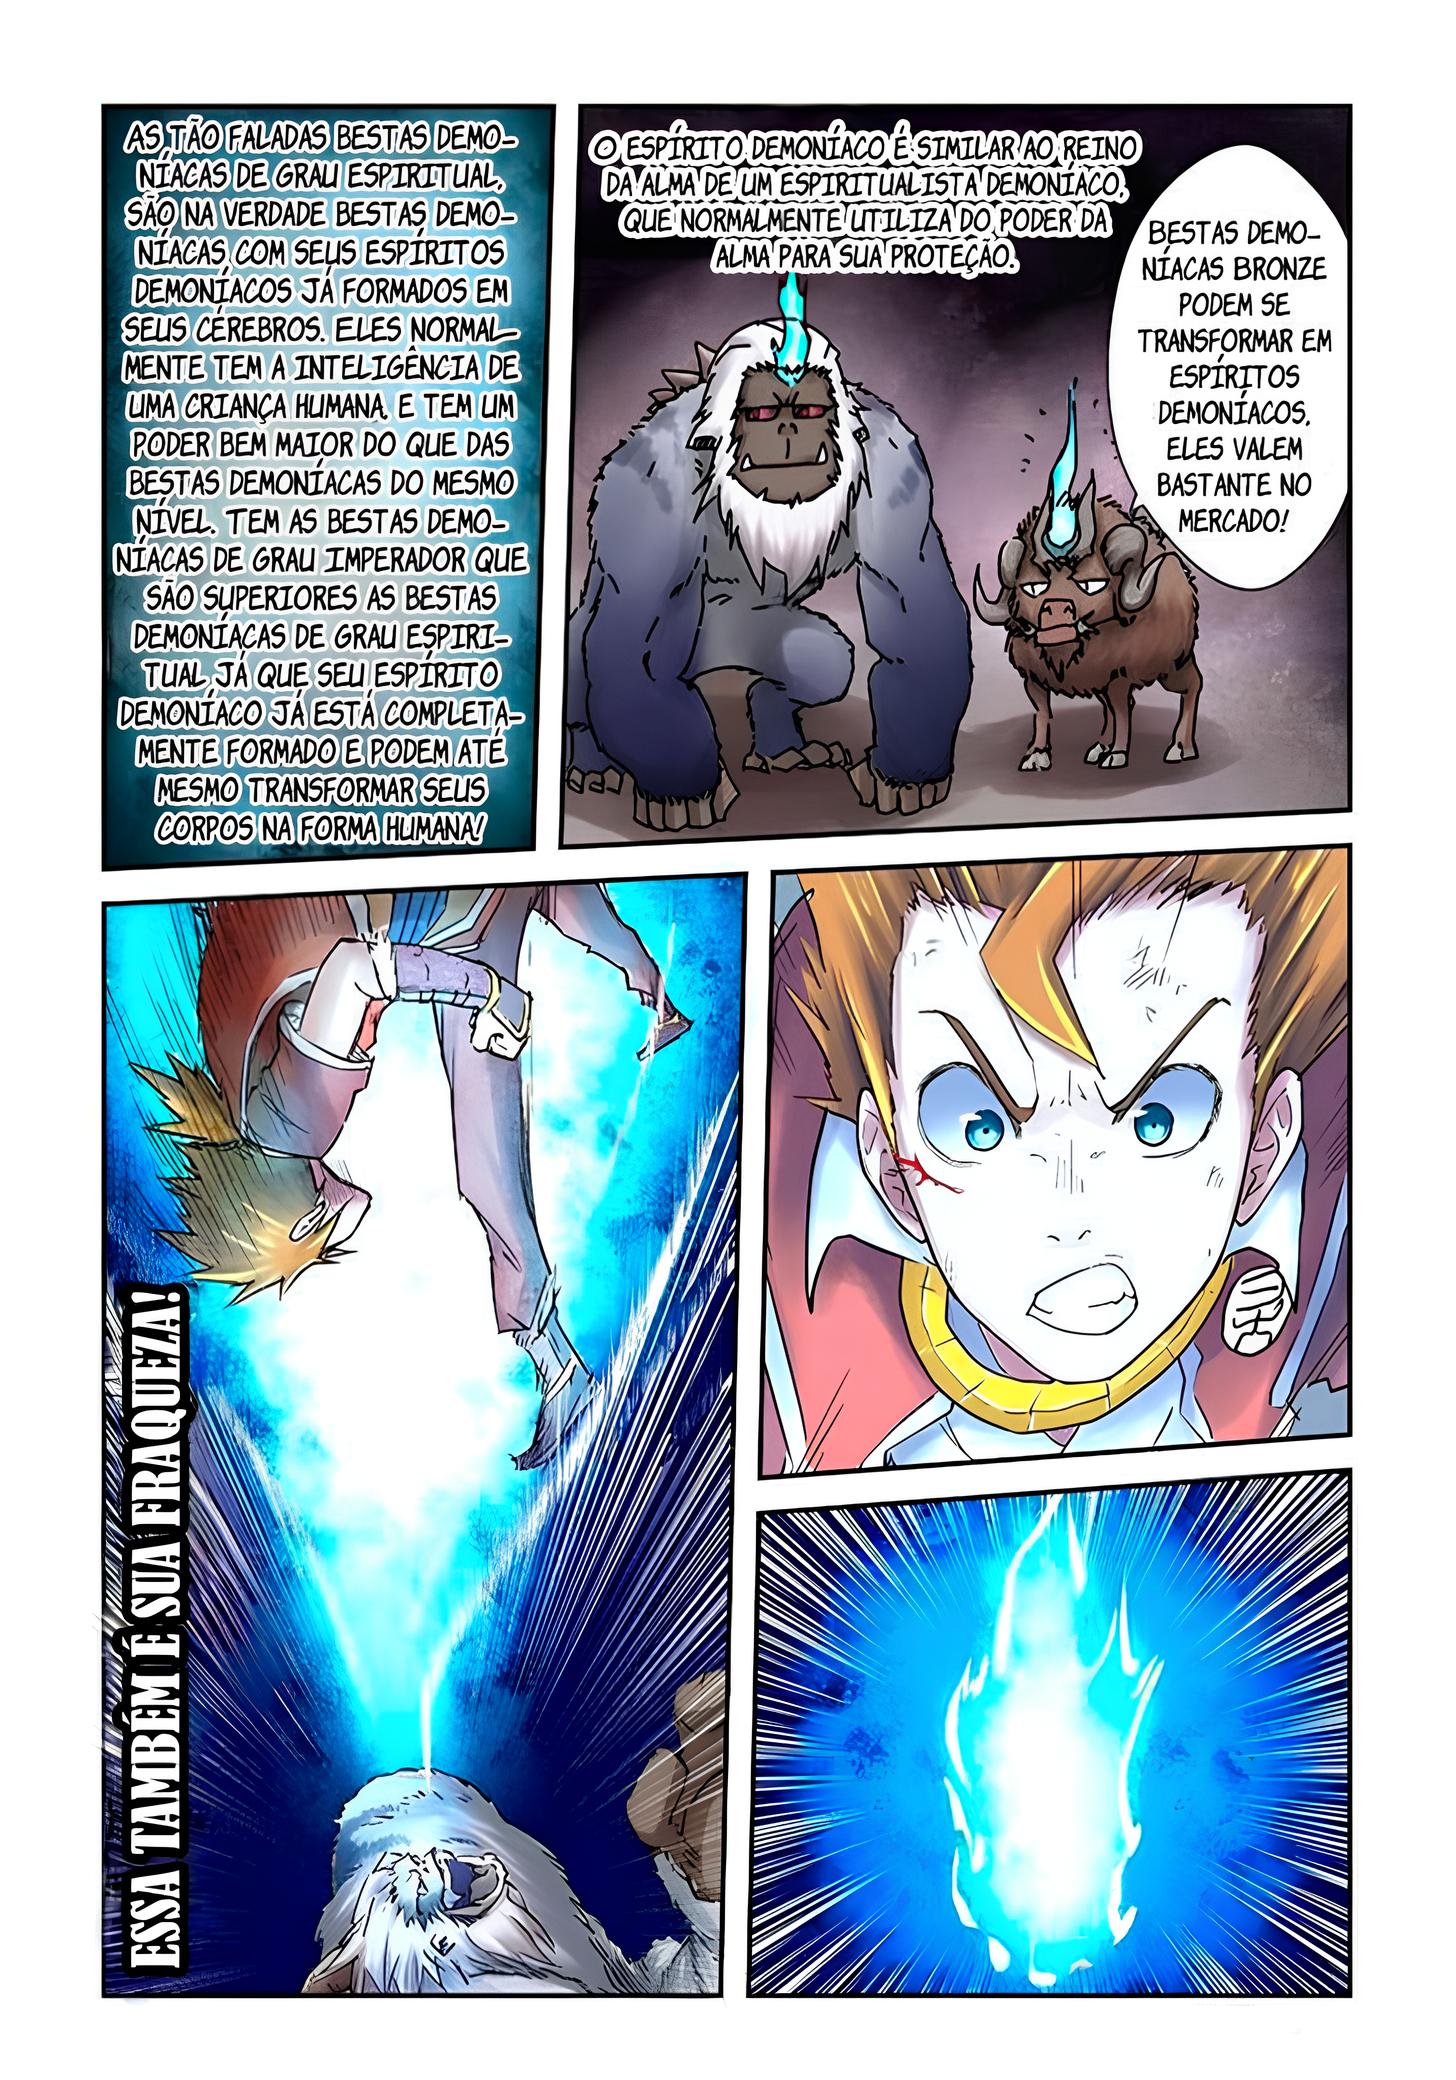 AS TÃO FALADAS BESTAS DEMO-
NÍACAS DE GRAU ESPIRITUAL,
SÃO NA VERDADE BESTAS DEMO-
NÍACAS COM SEUS ESPÍRITOS
DEMONÍACOS JÁ FORMADOS EM
SEUS CÉREBROS. ELES NORMAL-
MENTE TEM A INTELIGÊNCIA DE
UMA CRIANÇA HUMANA, E TEM UM
PODER BEM MAIOR DO QUE DAS
BESTAS DEMONÍACAS DO MESMO
NÍVEL. TEM AS BESTAS DEMO-
NÍACAS DE GRAU IMPERADOR QUE
SÃO SUPERIORES AS BESTAS
DEMONÍACAS DE GRAU ESPIRI-
TUAL JÁ QUE SEU ESPÍRITO
DEMONÍACO JÁ ESTÁ COMPLETA-
MENTE FORMADO E PODEM ATÉ
MESMO TRANSFORMAR SEUS
CORPOS NA FORMA HUMANA!
O ESPÍRITO DEMONÍACO É SIMILAR AO REINO
DA ALMA DE UM ESPIRITUALISTA DEMONÍACO,
QUE NORMALMENTE UTILIZA DO PODER DA
ALMA PARA SUA PROTEÇÃO.
BESTAS DEMO-
NÍACAS BRONZE
PODEM SE
TRANSFORMAR EM
ESPÍRITOS
DEMONÍACOS,
ELES VALEM
BASTANTE NO
MERCADO!
ESSA TAMBÉM É SUA FRAQUEZA!